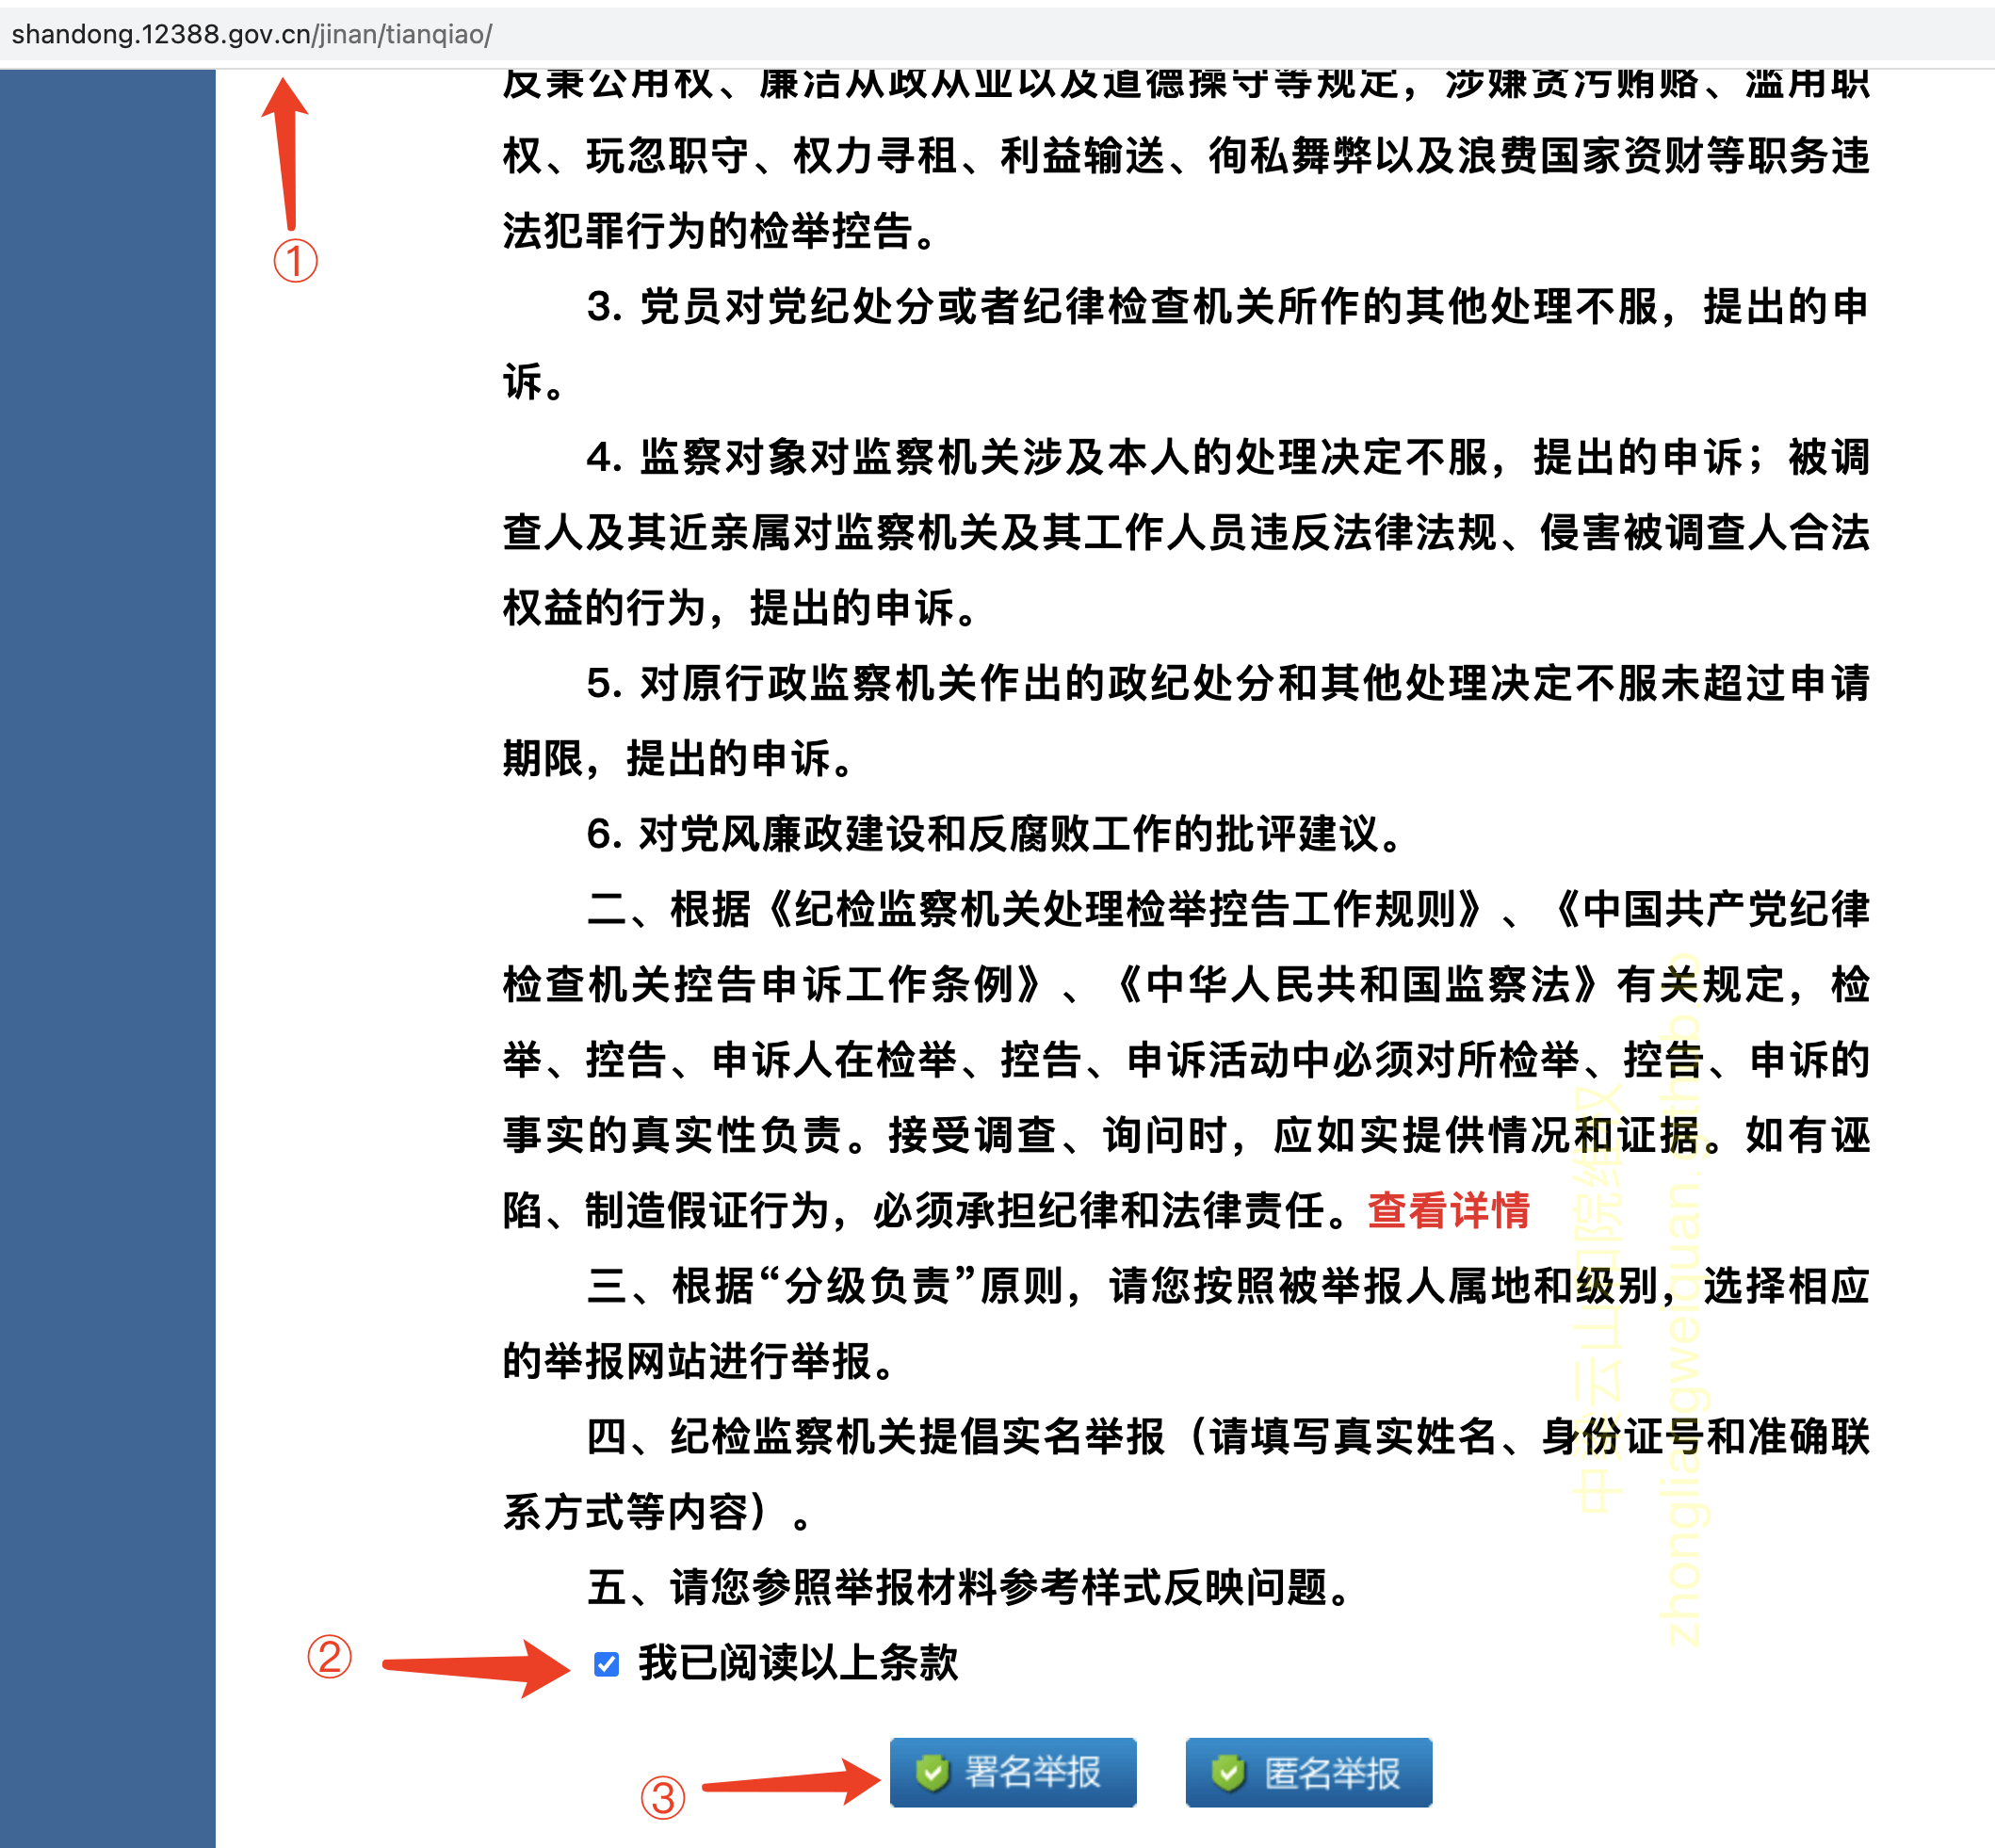 shandong.12388.gov.cn/jinan/tianqiao/
反秉公用权、廉洁从政从业以及道德操守等规定，涉嫌贪污贿赂、滥用职
权、玩忽职守、权力寻租、利益输送、徇私舞弊以及浪费国家资财等职务违
法犯罪行为的检举控告。
①
3. 党员对党纪处分或者纪律检查机关所作的其他处理不服，提出的申
诉。
4. 监察对象对监察机关涉及本人的处理决定不服，提出的申诉；被调
查人及其近亲属对监察机关及其工作人员违反法律法规、侵害被调查人合法
权益的行为，提出的申诉。
5. 对原行政监察机关作出的政纪处分和其他处理决定不服未超过申请
期限，提出的申诉。
6. 对党风廉政建设和反腐败工作的批评建议。
二、根据《纪检监察机关处理检举控告工作规则》、《中国共产党纪律
检查机关控告申诉工作条例》、《中华人民共和国监察法》有关规定，检
举、控告、申诉人在检举、控告、申诉活动中必须对所检举、控告、申诉的
事实的真实性负责。接受调查、询问时，应如实提供情况和证据。如有诬
陷、制造假证行为，必须承担纪律和法律责任。查看详情
三、根据“分级负责”原则，请您按照被举报人属地和级别，选择相应
的举报网站进行举报。
四、纪检监察机关提倡实名举报（请填写真实姓名、身份证号和准确联
系方式等内容）。
五、请您参照举报材料参考样式反映问题。
② 我已阅读以上条款
③ 署名举报 匿名举报
中梁云山阳院维权
zhongliangweiquan.github.io